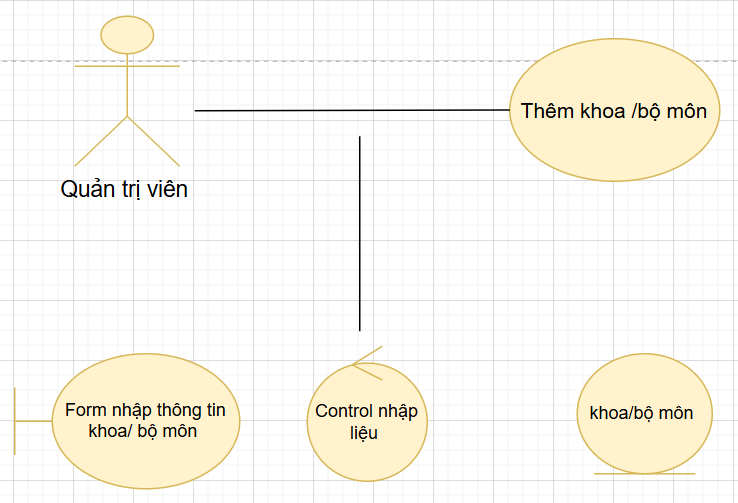 Thêm khoa /bộ môn
Quản trị viên
Form nhập thông tin
khoa/ bộ môn
Control nhập
liệu
khoa/bộ môn